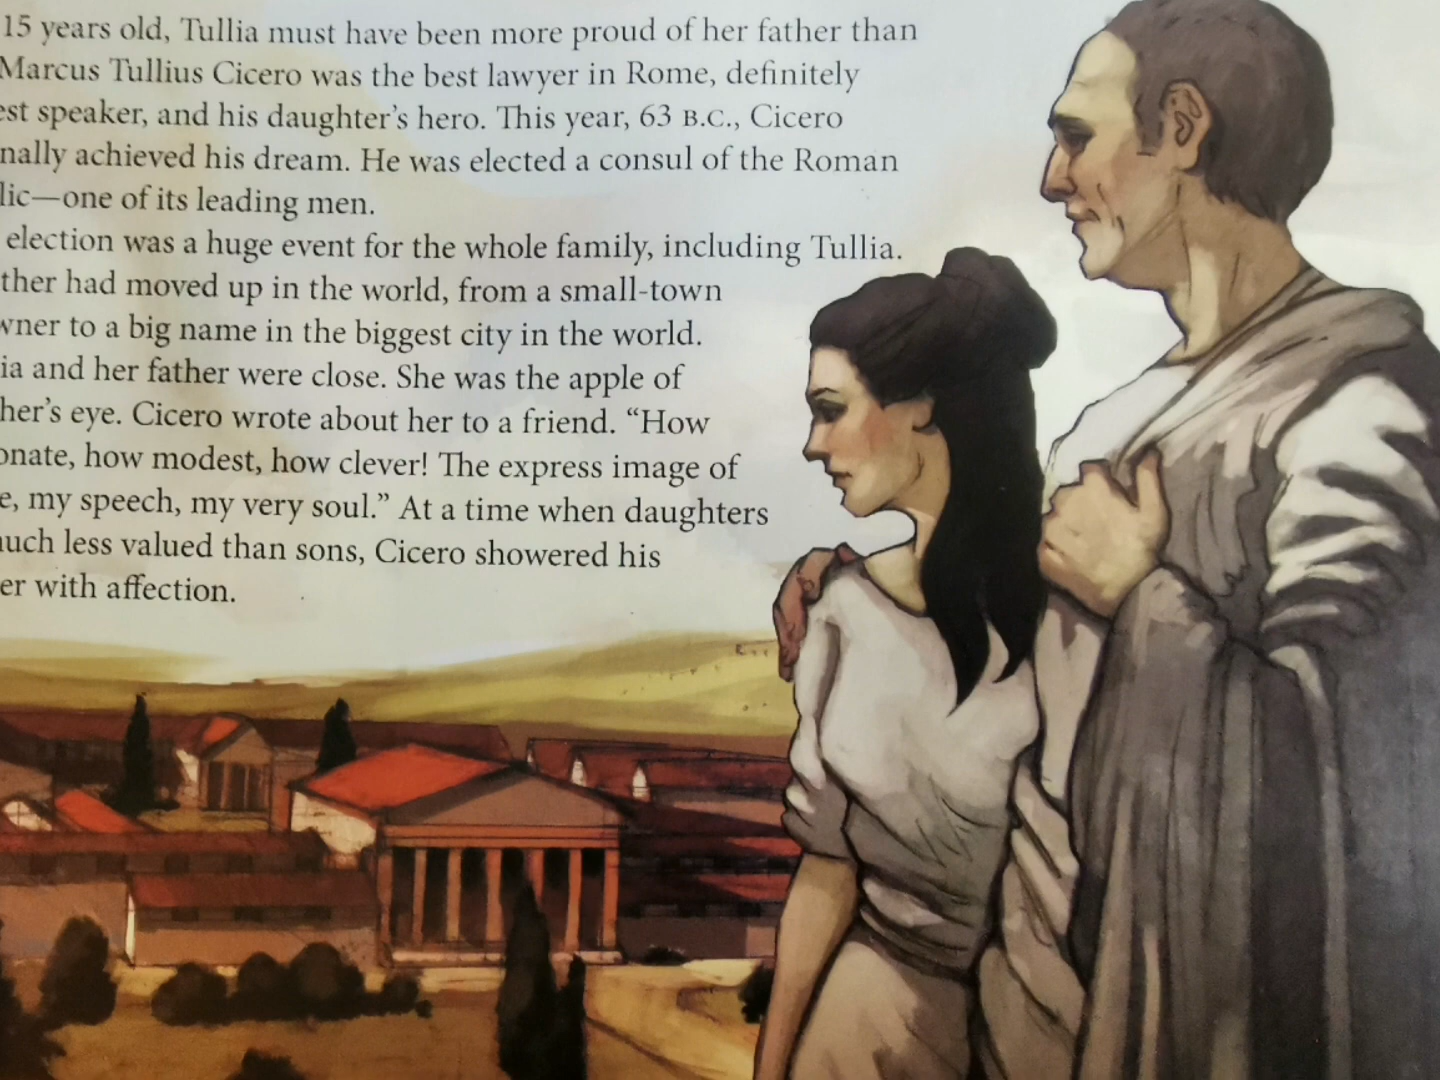 15 years old, Tullia must have been more proud of her father than
Marcus Tullius Cicero was the best lawyer in Rome, definitely
est speaker, and his daughter's hero. This year, 63 B.C., Cicero
nally achieved his dream. He was elected a consul of the Roman
lic—one of its leading men.
election was a huge event for the whole family, including Tullia.
ther had moved up in the world, from a small-town
wner to a big name in the biggest city in the world.
ia and her father were close. She was the apple of
her's eye. Cicero wrote about her to a friend. “How
onate, how modest, how clever! The express image of
e, my speech, my very soul.” At a time when daughters
uch less valued than sons, Cicero showered his
er with affection.